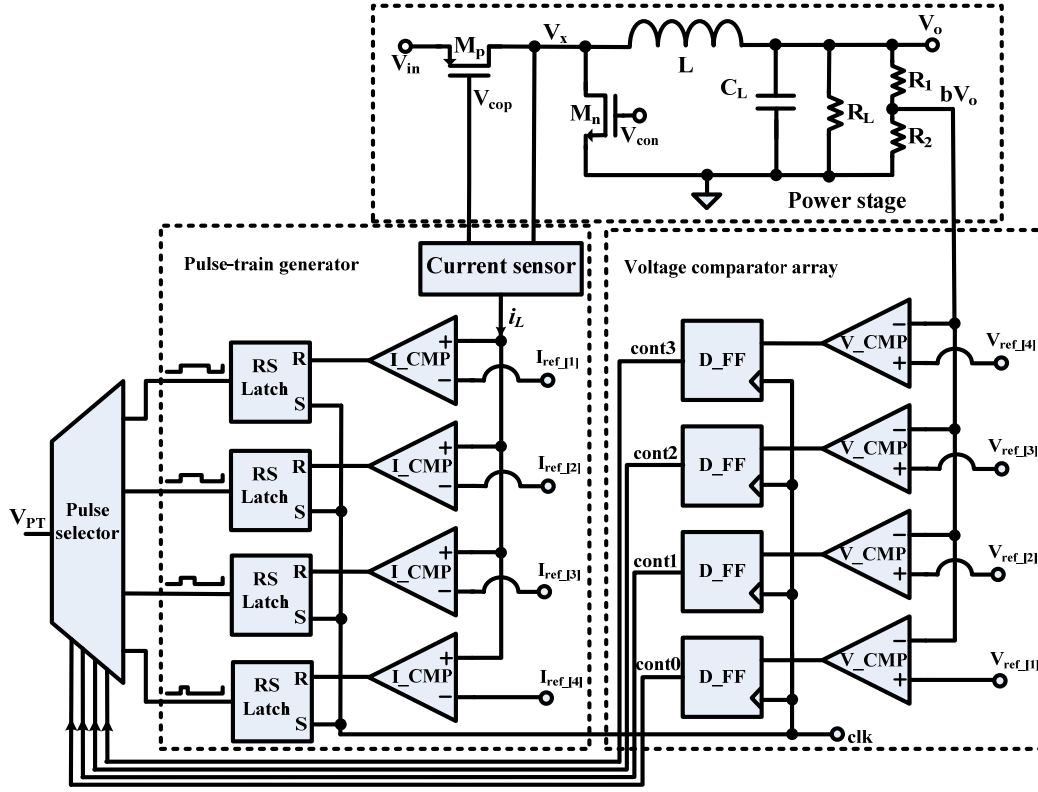 V_in
M_p
V_x
L
V_o
V_cop
M_n
V_con
C_L
R_L
R_1
bV_o
R_2
Power stage
Pulse-train generator
Current sensor
i_L
Voltage comparator array
RS Latch
R
S
I_CMP
+
−
I_ref_[1]
cont3
D_FF
V_CMP
−
+
V_ref_[4]
RS Latch
R
S
I_CMP
+
−
I_ref_[2]
cont2
D_FF
V_CMP
−
+
V_ref_[3]
V_PT
Pulse selector
RS Latch
R
S
I_CMP
+
−
I_ref_[3]
cont1
D_FF
V_CMP
−
+
V_ref_[2]
RS Latch
R
S
I_CMP
+
−
I_ref_[4]
cont0
D_FF
V_CMP
−
+
V_ref_[1]
clk